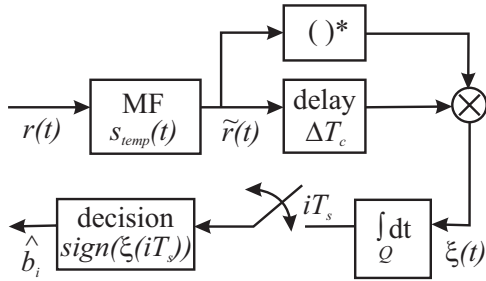 ( )*
MF
s_temp(t)
delay
ΔT_c
r(t)
r̃(t)
decision
sign(ξ(iT_s))
iT_s
∫dt
Q
ξ(t)
b̂_i